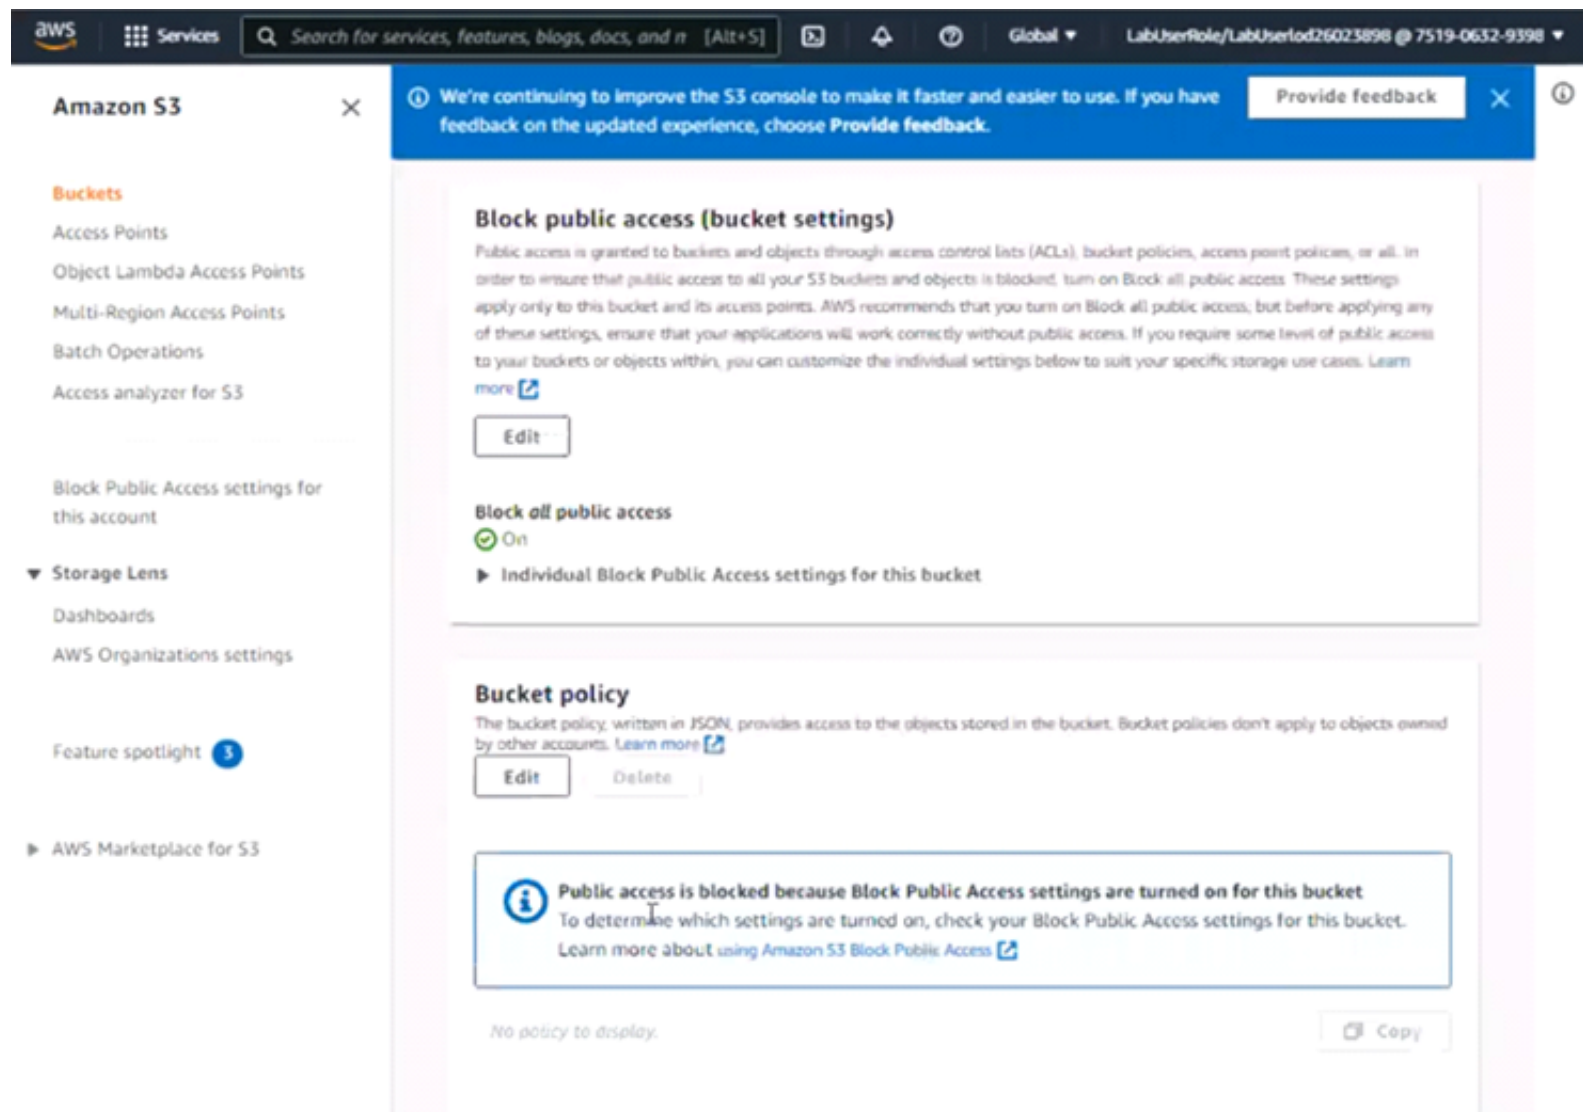 aws
Services
Search for services, features, blogs, docs, and m [Alt+S]
Global
LabUserRole/LabUserlod26023898 @ 7519-0632-9398
Amazon S3
We're continuing to improve the S3 console to make it faster and easier to use. If you have
feedback on the updated experience, choose Provide feedback.
Provide feedback
Buckets
Access Points
Object Lambda Access Points
Multi-Region Access Points
Batch Operations
Access analyzer for S3
Block Public Access settings for
this account
Storage Lens
Dashboards
AWS Organizations settings
Feature spotlight 3
AWS Marketplace for S3
Block public access (bucket settings)
Public access is granted to buckets and objects through access control lists (ACLs), bucket policies, access point policies, or all. In
order to ensure that public access to all your S3 buckets and objects is blocked, turn on Block all public access. These settings
apply only to this bucket and its access points. AWS recommends that you turn on Block all public access, but before applying any
of these settings, ensure that your applications will work correctly without public access. If you require some level of public access
to your buckets or objects within, you can customize the individual settings below to suit your specific storage use cases. Learn
more
Edit
Block all public access
On
Individual Block Public Access settings for this bucket
Bucket policy
The bucket policy, written in JSON, provides access to the objects stored in the bucket. Bucket policies don't apply to objects owned
by other accounts. Learn more
Edit
Delete
Public access is blocked because Block Public Access settings are turned on for this bucket
To determine which settings are turned on, check your Block Public Access settings for this bucket.
Learn more about using Amazon S3 Block Public Access
No policy to display.
Copy